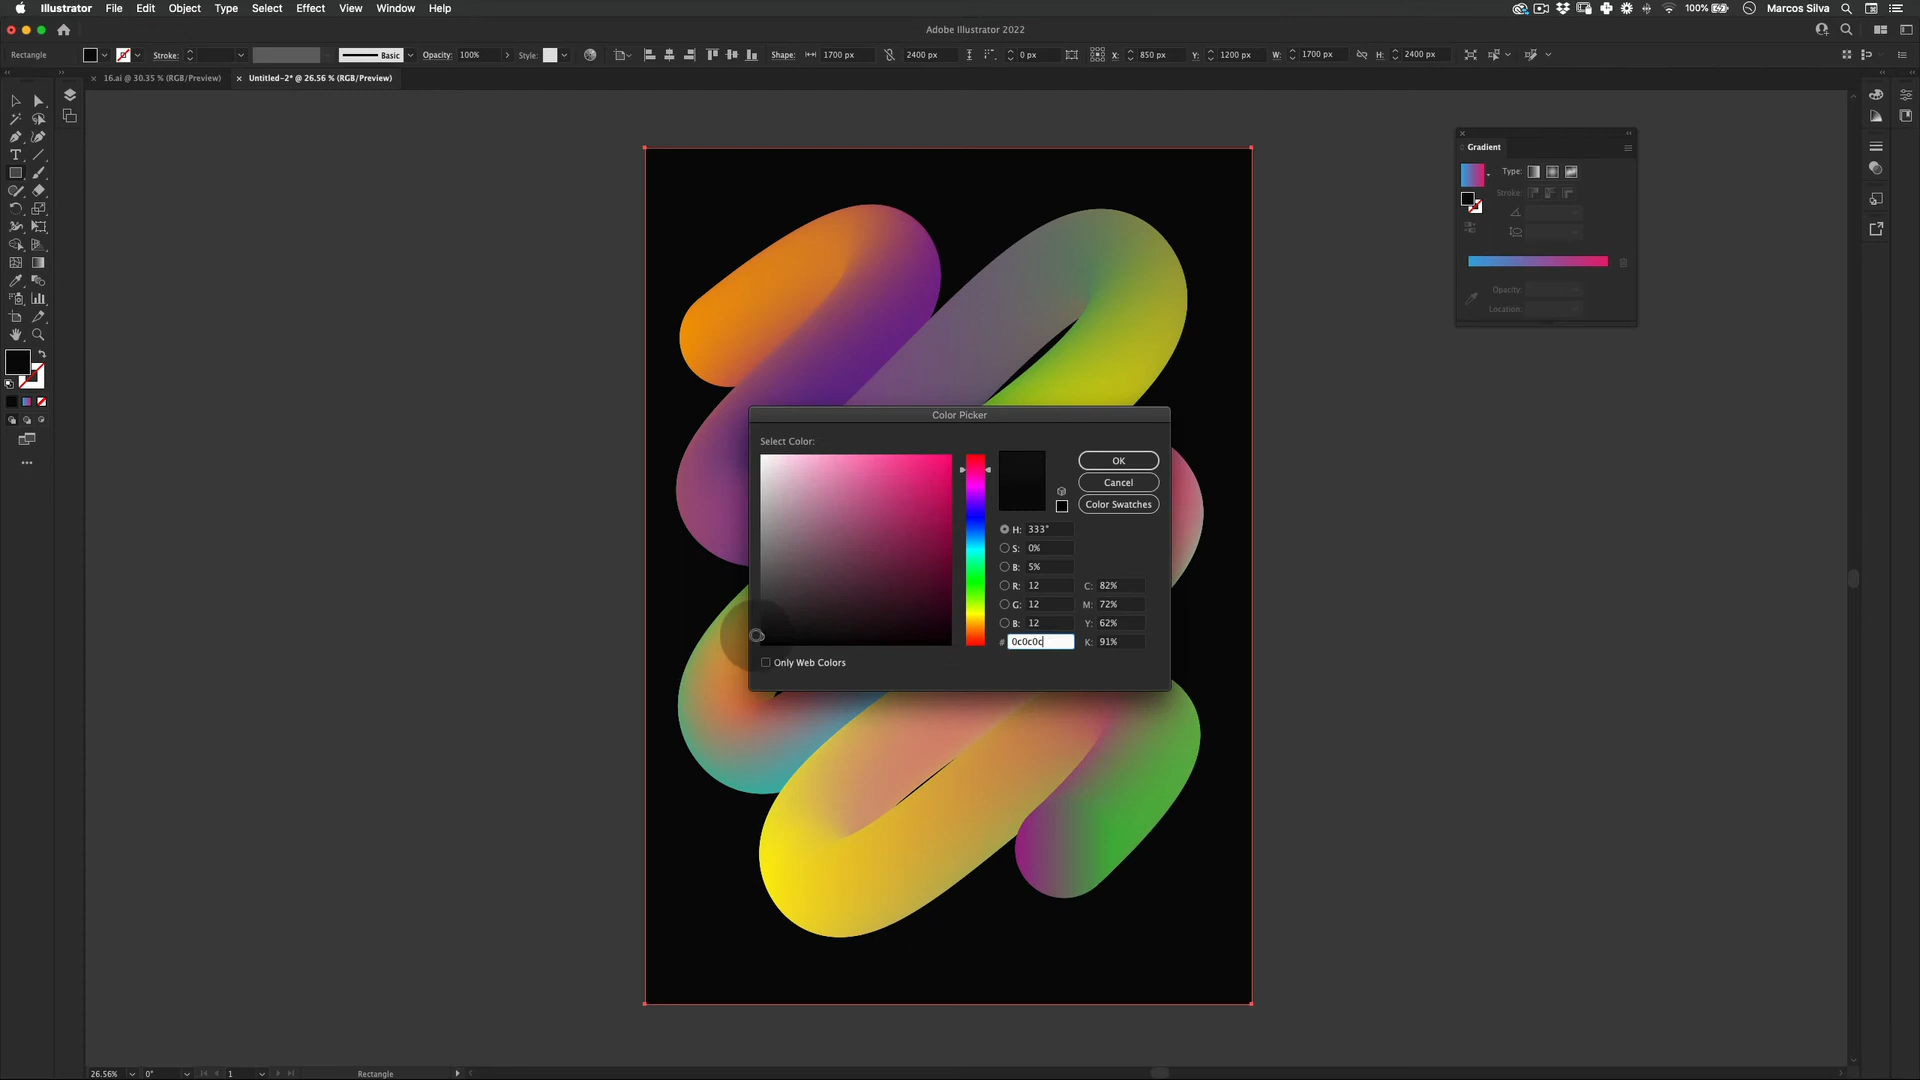 Illustrator File Edit Object Type Select Effect View Window Help 100% Marcos Silva
Adobe Illustrator 2022
Rectangle Stroke: Basic Opacity: 100% Style: Shape: 1700 px 2400 px 0 px X: 850 px Y: 1200 px W: 1700 px H: 2400 px
× 16.ai @ 30.35 % (RGB/Preview) × Untitled-2* @ 26.56 % (RGB/Preview)
Gradient
Type:
Stroke:
Opacity:
Location:
Color Picker
Select Color:
OK
Cancel
Color Swatches
H: 333°
S: 0%
B: 5%
R: 12 C: 82%
G: 12 M: 72%
B: 12 Y: 62%
# 0c0c0c K: 91%
Only Web Colors
26.56% 0° 1 Rectangle